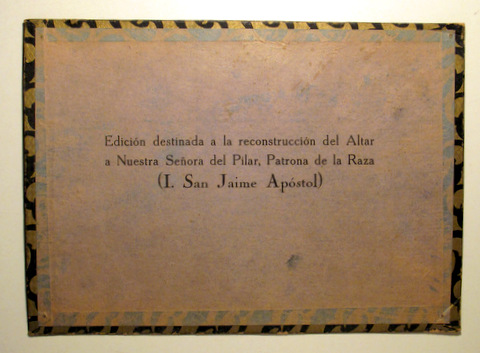 Edición destinada a la reconstrucción del Altar
a Nuestra Señora del Pilar, Patrona de la Raza
(I. San Jaime Apóstol)